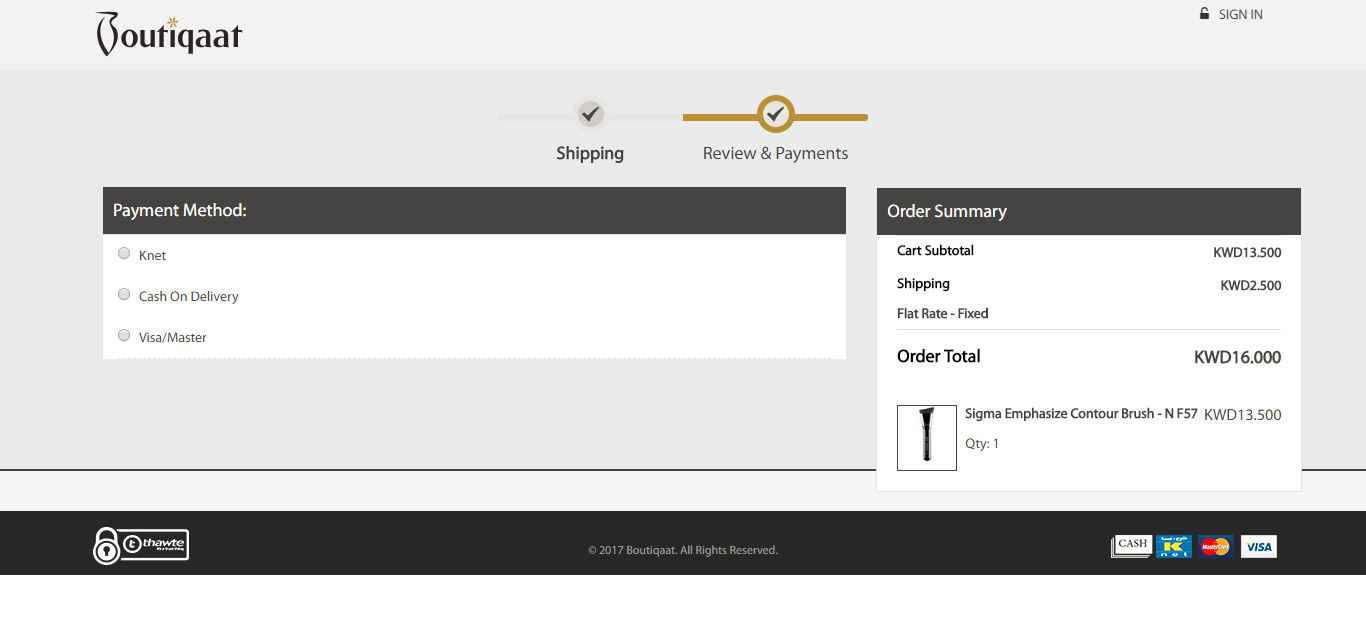 Boutiqaat
SIGN IN
Shipping
Review & Payments
Payment Method:
Knet
Cash On Delivery
Visa/Master
Order Summary
Cart Subtotal KWD13.500
Shipping KWD2.500
Flat Rate - Fixed
Order Total KWD16.000
Sigma Emphasize Contour Brush - N F57 KWD13.500
Qty: 1
thawte
© 2017 Boutiqaat. All Rights Reserved.
CASH
K net
MasterCard
VISA